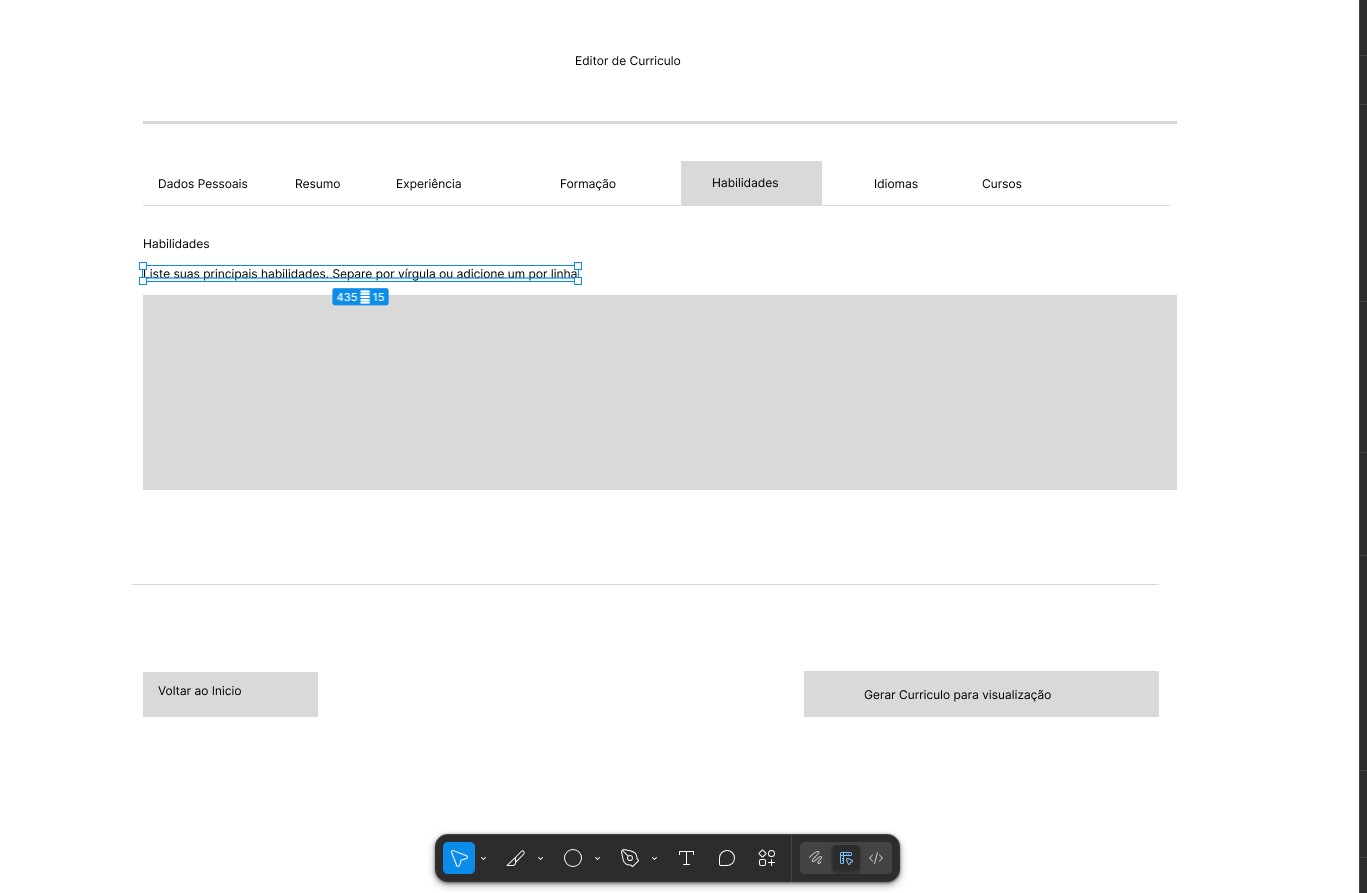 Editor de Curriculo
Dados Pessoais Resumo Experiência Formação Habilidades Idiomas Cursos
Habilidades
Liste suas principais habilidades. Separe por vírgula ou adicione um por linha
435 15
Voltar ao Inicio
Gerar Curriculo para visualização